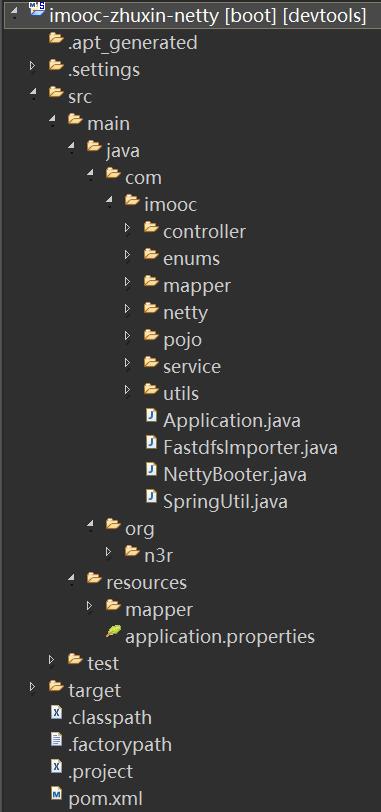 imooc-zhuxin-netty [boot] [devtools]
.apt_generated
.settings
src
main
java
com
imooc
controller
enums
mapper
netty
pojo
service
utils
Application.java
FastdfsImporter.java
NettyBooter.java
SpringUtil.java
org
n3r
resources
mapper
application.properties
test
target
.classpath
.factorypath
.project
pom.xml